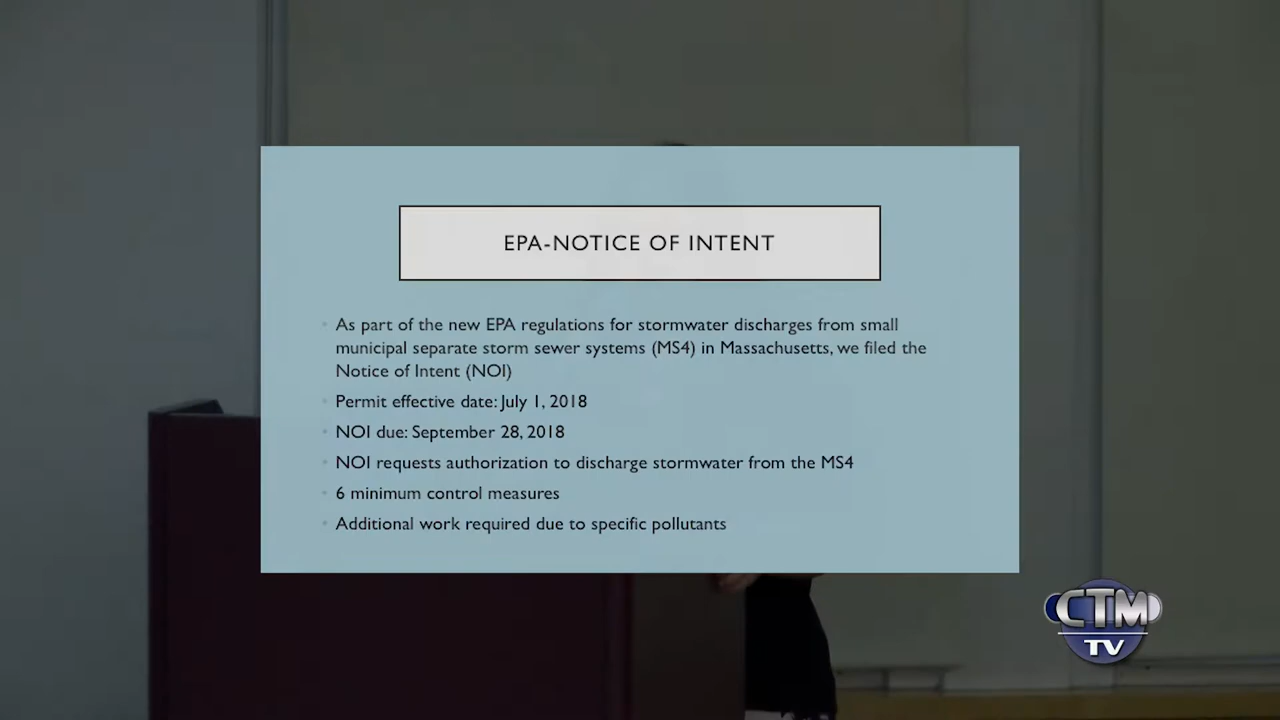 EPA-NOTICE OF INTENT
As part of the new EPA regulations for stormwater discharges from small
municipal separate storm sewer systems (MS4) in Massachusetts, we filed the
Notice of Intent (NOI)
Permit effective date: July 1, 2018
NOI due: September 28, 2018
NOI requests authorization to discharge stormwater from the MS4
6 minimum control measures
Additional work required due to specific pollutants
CTM
TV